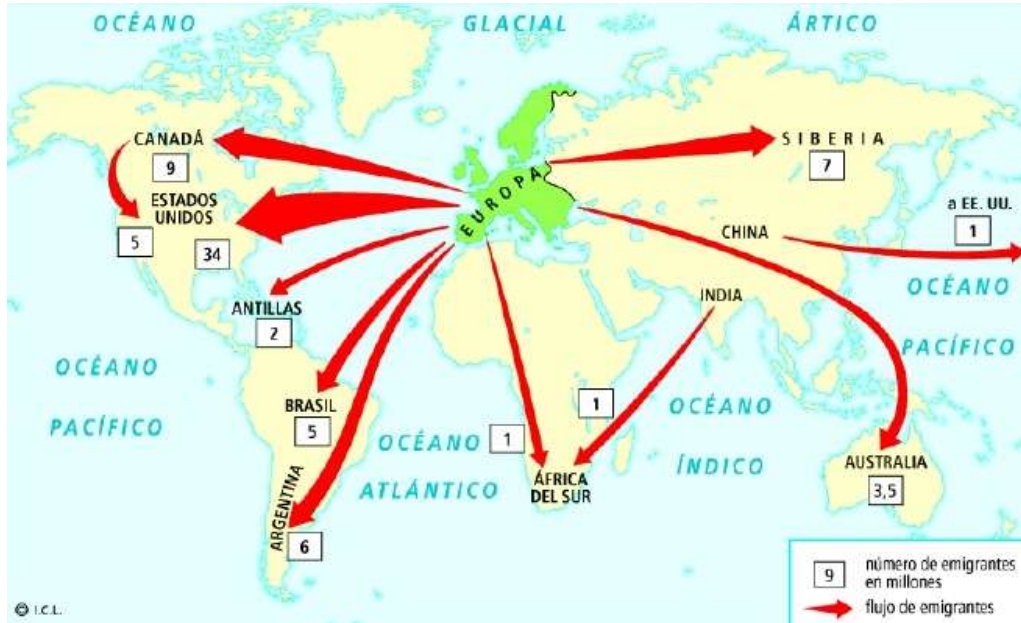 OCÉANO GLACIAL ÁRTICO
CANADÁ
9
ESTADOS
UNIDOS
5
34
ANTILLAS
2
EUROPA
SIBERIA
7
a EE. UU.
1
CHINA
OCÉANO
PACÍFICO
INDIA
OCÉANO
PACÍFICO
BRASIL
5
OCÉANO
ATLÁNTICO
1
1
ÁFRICA
DEL SUR
OCÉANO
ÍNDICO
AUSTRALIA
3,5
ARGENTINA
6
9 número de emigrantes
en millones
flujo de emigrantes
© I.C.L.